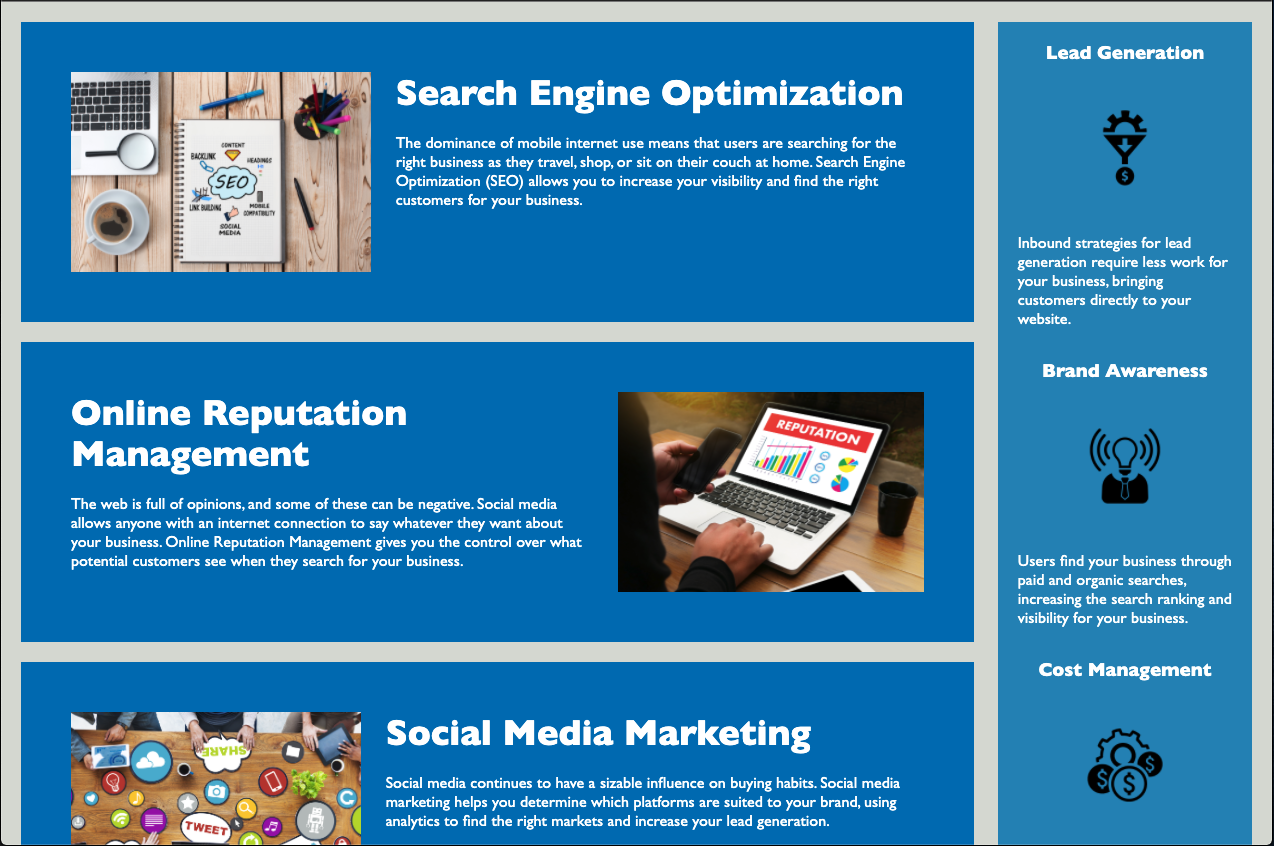 Search Engine Optimization
The dominance of mobile internet use means that users are searching for the
right business as they travel, shop, or sit on their couch at home. Search Engine
Optimization (SEO) allows you to increase your visibility and find the right
customers for your business.
CONTENT
BACKLINK
HEADINGS
SEO
LINK BUILDING
MOBILE
COMPATIBILITY
SOCIAL
MEDIA
Online Reputation
Management
The web is full of opinions, and some of these can be negative. Social media
allows anyone with an internet connection to say whatever they want about
your business. Online Reputation Management gives you the control over what
potential customers see when they search for your business.
REPUTATION
Social Media Marketing
Social media continues to have a sizable influence on buying habits. Social media
marketing helps you determine which platforms are suited to your brand, using
analytics to find the right markets and increase your lead generation.
SHARE
TWEET
Lead Generation
$
Inbound strategies for lead
generation require less work for
your business, bringing
customers directly to your
website.
Brand Awareness
Users find your business through
paid and organic searches,
increasing the search ranking and
visibility for your business.
Cost Management
$ $ $